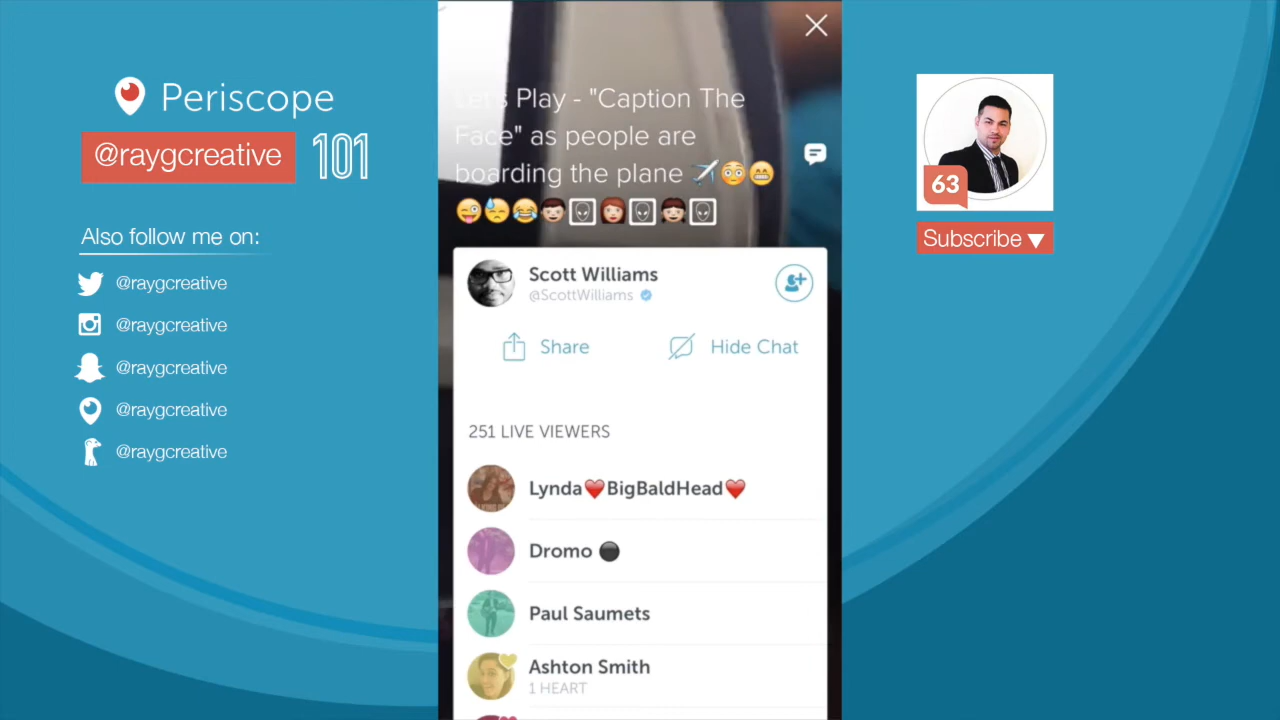 Periscope
@raygcreative 101
Also follow me on:
@raygcreative
@raygcreative
@raygcreative
@raygcreative
@raygcreative
Let's Play - "Caption The
Face" as people are
boarding the plane ✈️😳😁
😜😓😂👦👽👩👽👧👽
Scott Williams
@ScottWilliams
Share
Hide Chat
251 LIVE VIEWERS
Lynda❤️BigBaldHead❤️
Dromo ⚫
Paul Saumets
Ashton Smith
1 HEART
63
Subscribe ▼